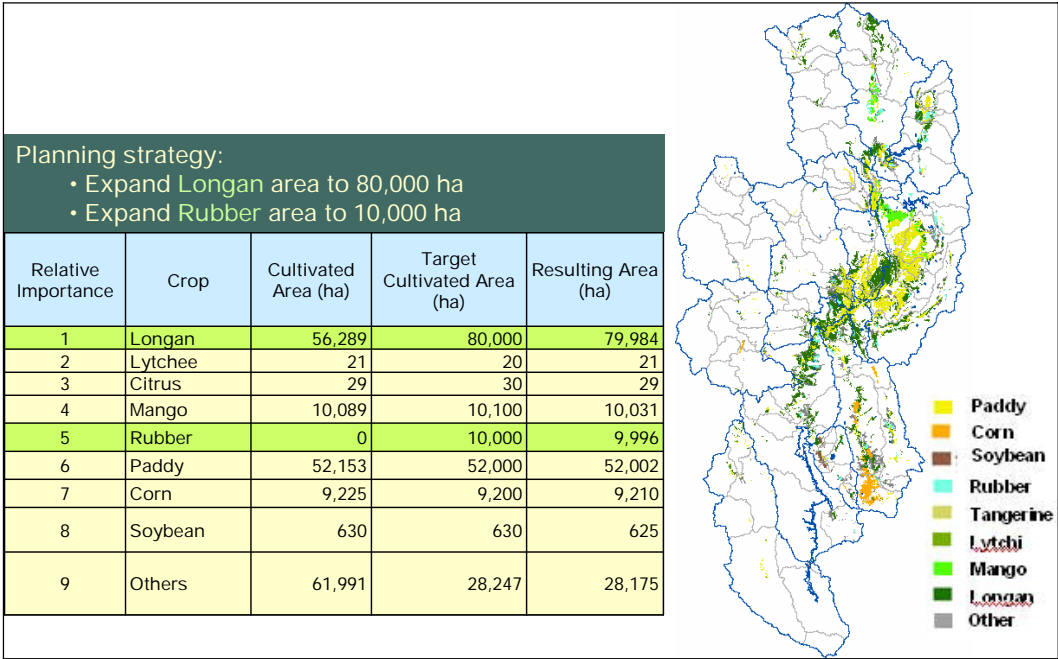 Planning strategy:
• Expand Longan area to 80,000 ha
• Expand Rubber area to 10,000 ha
Relative Importance Crop Cultivated Area (ha) Target Cultivated Area (ha) Resulting Area (ha)
1 Longan 56,289 80,000 79,984
2 Lytchee 21 20 21
3 Citrus 29 30 29
4 Mango 10,089 10,100 10,031
5 Rubber 0 10,000 9,996
6 Paddy 52,153 52,000 52,002
7 Corn 9,225 9,200 9,210
8 Soybean 630 630 625
9 Others 61,991 28,247 28,175
Paddy
Corn
Soybean
Rubber
Tangerine
Lytchi
Mango
Longan
Other